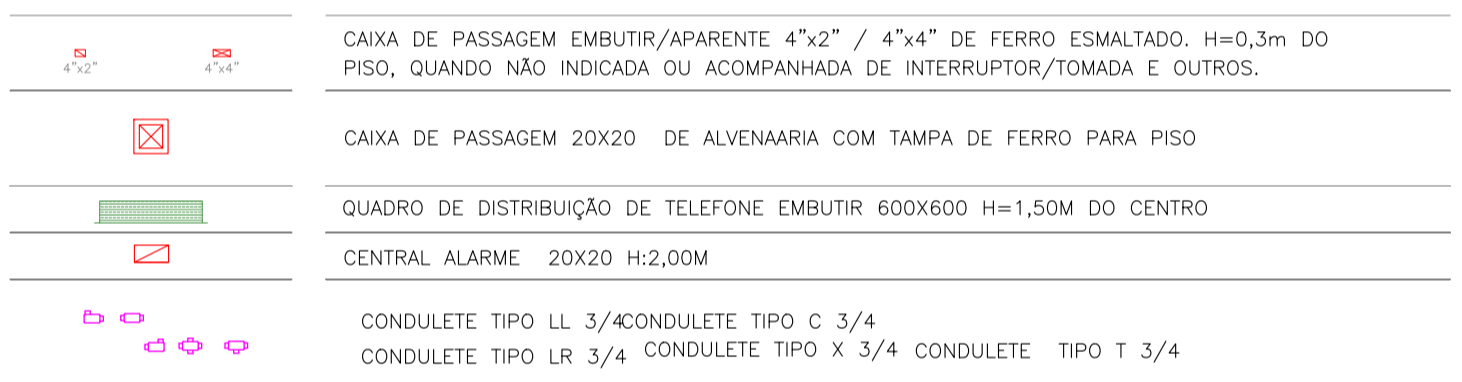 4”x2”
4”x4”
CAIXA DE PASSAGEM EMBUTIR/APARENTE 4”x2” / 4”x4” DE FERRO ESMALTADO. H=0,3m DO
PISO, QUANDO NÃO INDICADA OU ACOMPANHADA DE INTERRUPTOR/TOMADA E OUTROS.
CAIXA DE PASSAGEM 20X20 DE ALVENAARIA COM TAMPA DE FERRO PARA PISO
QUADRO DE DISTRIBUIÇÃO DE TELEFONE EMBUTIR 600X600 H=1,50M DO CENTRO
CENTRAL ALARME 20X20 H:2,00M
CONDULETE TIPO LL 3/4 CONDULETE TIPO C 3/4
CONDULETE TIPO LR 3/4 CONDULETE TIPO X 3/4 CONDULETE TIPO T 3/4